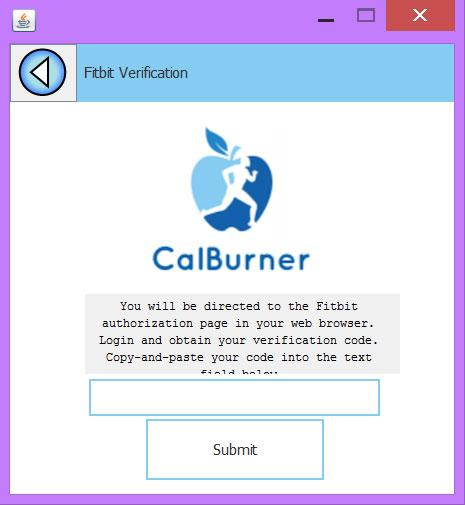 Fitbit Verification
CalBurner
You will be directed to the Fitbit
authorization page in your web browser.
Login and obtain your verification code.
Copy-and-paste your code into the text
field below
Submit